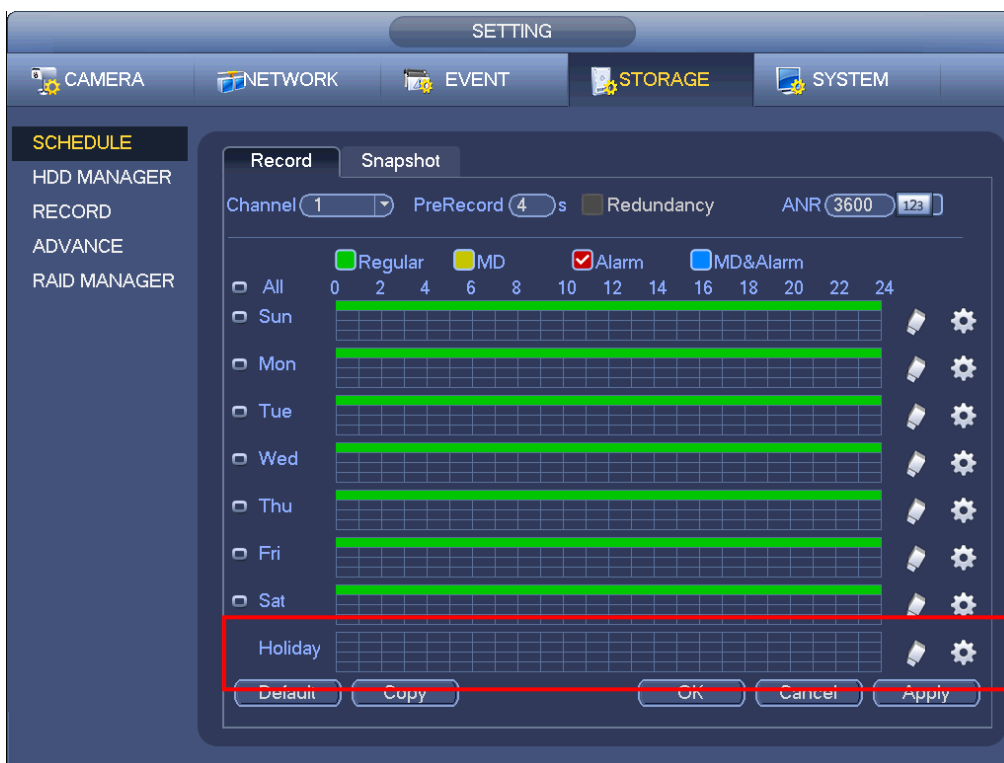 SETTING
CAMERA NETWORK EVENT STORAGE SYSTEM
SCHEDULE
HDD MANAGER
RECORD
ADVANCE
RAID MANAGER
Record Snapshot
Channel 1 PreRecord 4 s Redundancy ANR 3600 123
Regular MD Alarm MD&Alarm
All 0 2 4 6 8 10 12 14 16 18 20 22 24
Sun
Mon
Tue
Wed
Thu
Fri
Sat
Holiday
Default Copy OK Cancel Apply